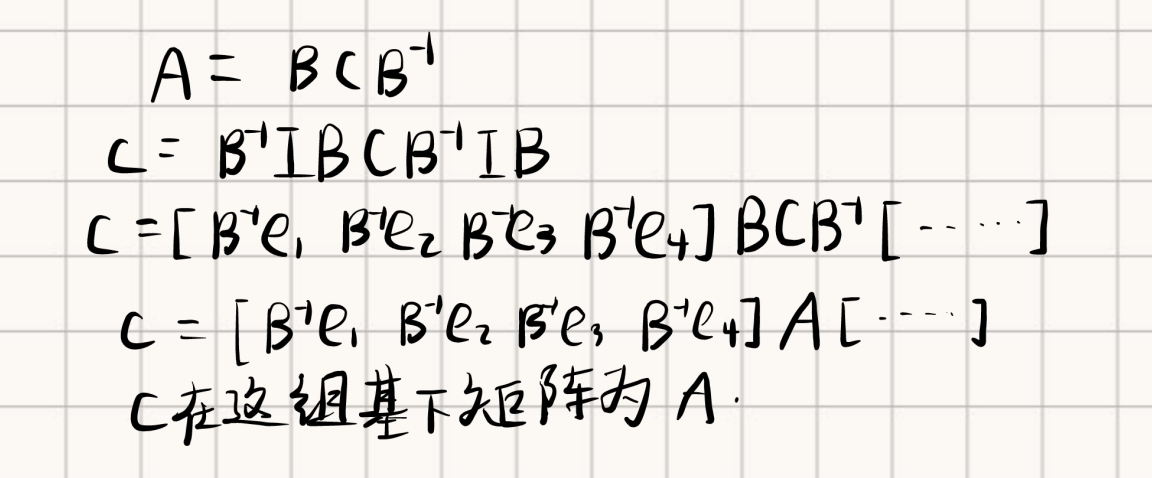 A = BCB⁻¹
C = B⁻¹IBCB⁻¹IB
C = [B⁻¹e₁ B⁻¹e₂ B⁻¹e₃ B⁻¹e₄]BCB⁻¹[-----]
C = [B⁻¹e₁ B⁻¹e₂ B⁻¹e₃ B⁻¹e₄]A[----]
C在这组基下矩阵为A.